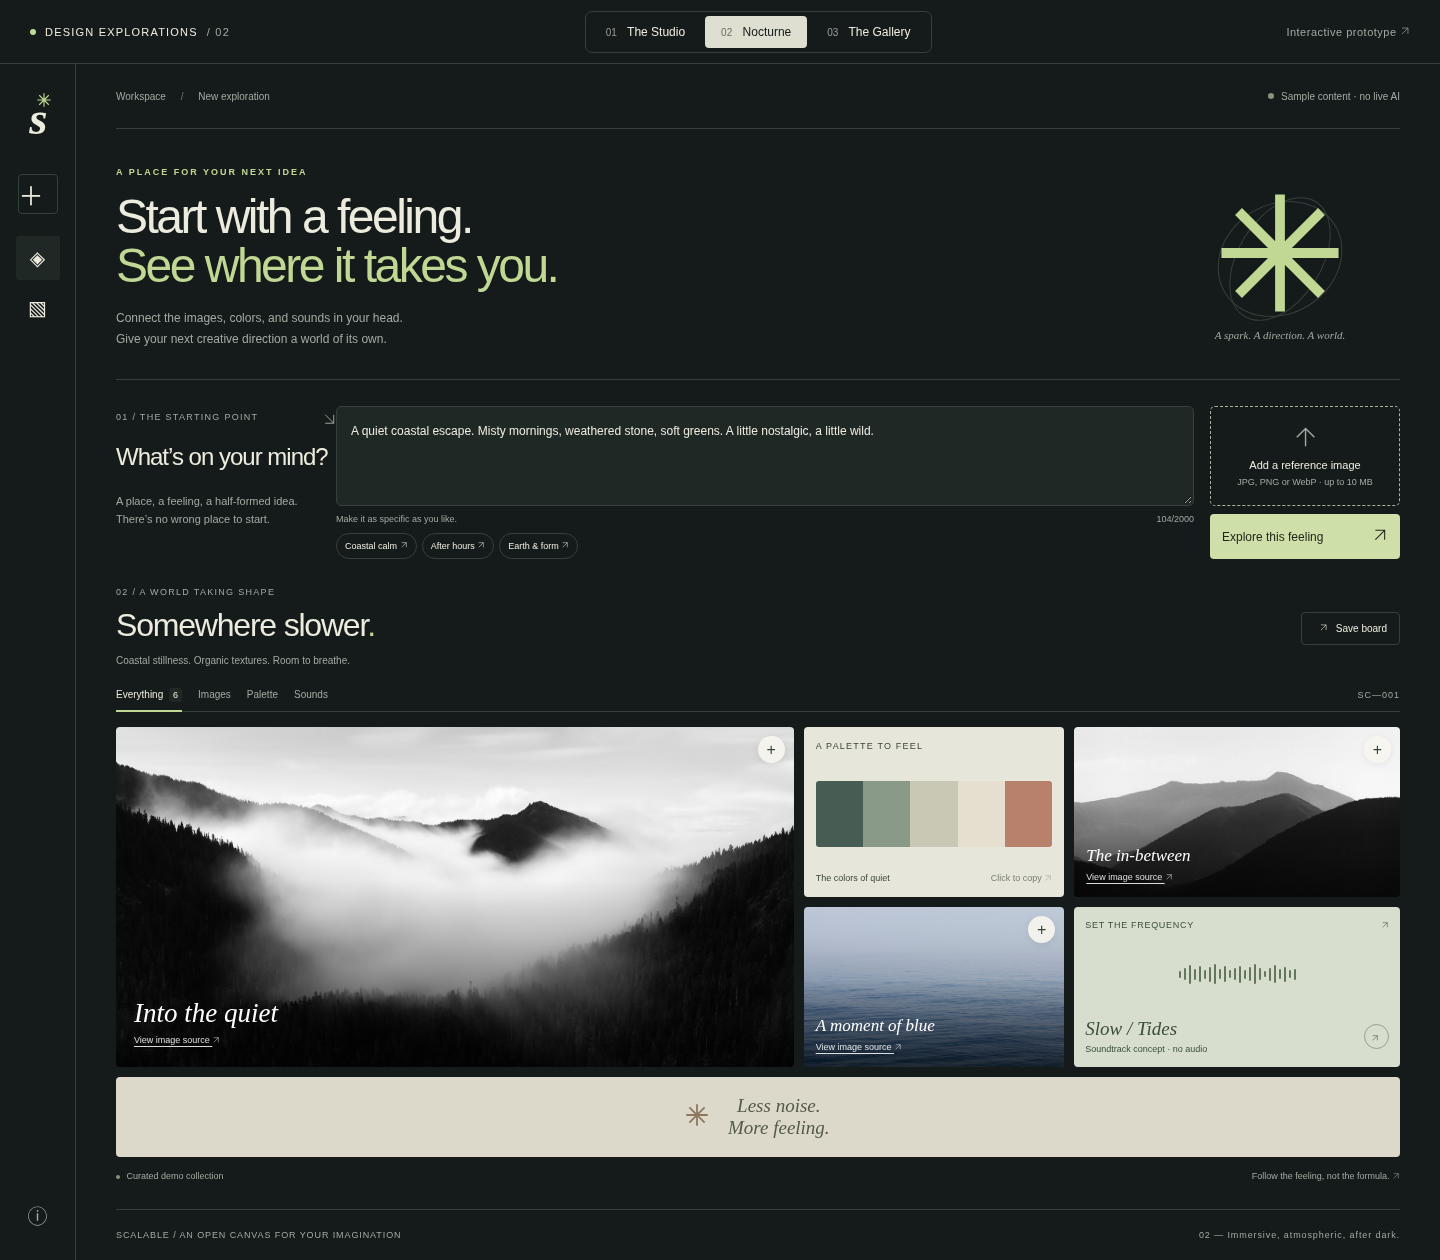 DESIGN EXPLORATIONS / 02
01 The Studio
02 Nocturne
03 The Gallery
Interactive prototype
s
Workspace / New exploration
Sample content · no live AI
A PLACE FOR YOUR NEXT IDEA
Start with a feeling.
See where it takes you.
Connect the images, colors, and sounds in your head.
Give your next creative direction a world of its own.
A spark. A direction. A world.
01 / THE STARTING POINT
What’s on your mind?
A place, a feeling, a half-formed idea.
There’s no wrong place to start.
A quiet coastal escape. Misty mornings, weathered stone, soft greens. A little nostalgic, a little wild.
Make it as specific as you like.
104/2000
Coastal calm
After hours
Earth & form
Add a reference image
JPG, PNG or WebP · up to 10 MB
Explore this feeling
02 / A WORLD TAKING SHAPE
Somewhere slower.
Coastal stillness. Organic textures. Room to breathe.
Save board
Everything 6
Images
Palette
Sounds
SC—001
Into the quiet
View image source
A PALETTE TO FEEL
The colors of quiet
Click to copy
The in-between
View image source
A moment of blue
View image source
SET THE FREQUENCY
Slow / Tides
Soundtrack concept · no audio
Less noise.
More feeling.
Curated demo collection
Follow the feeling, not the formula.
SCALABLE / AN OPEN CANVAS FOR YOUR IMAGINATION
02 — Immersive, atmospheric, after dark.